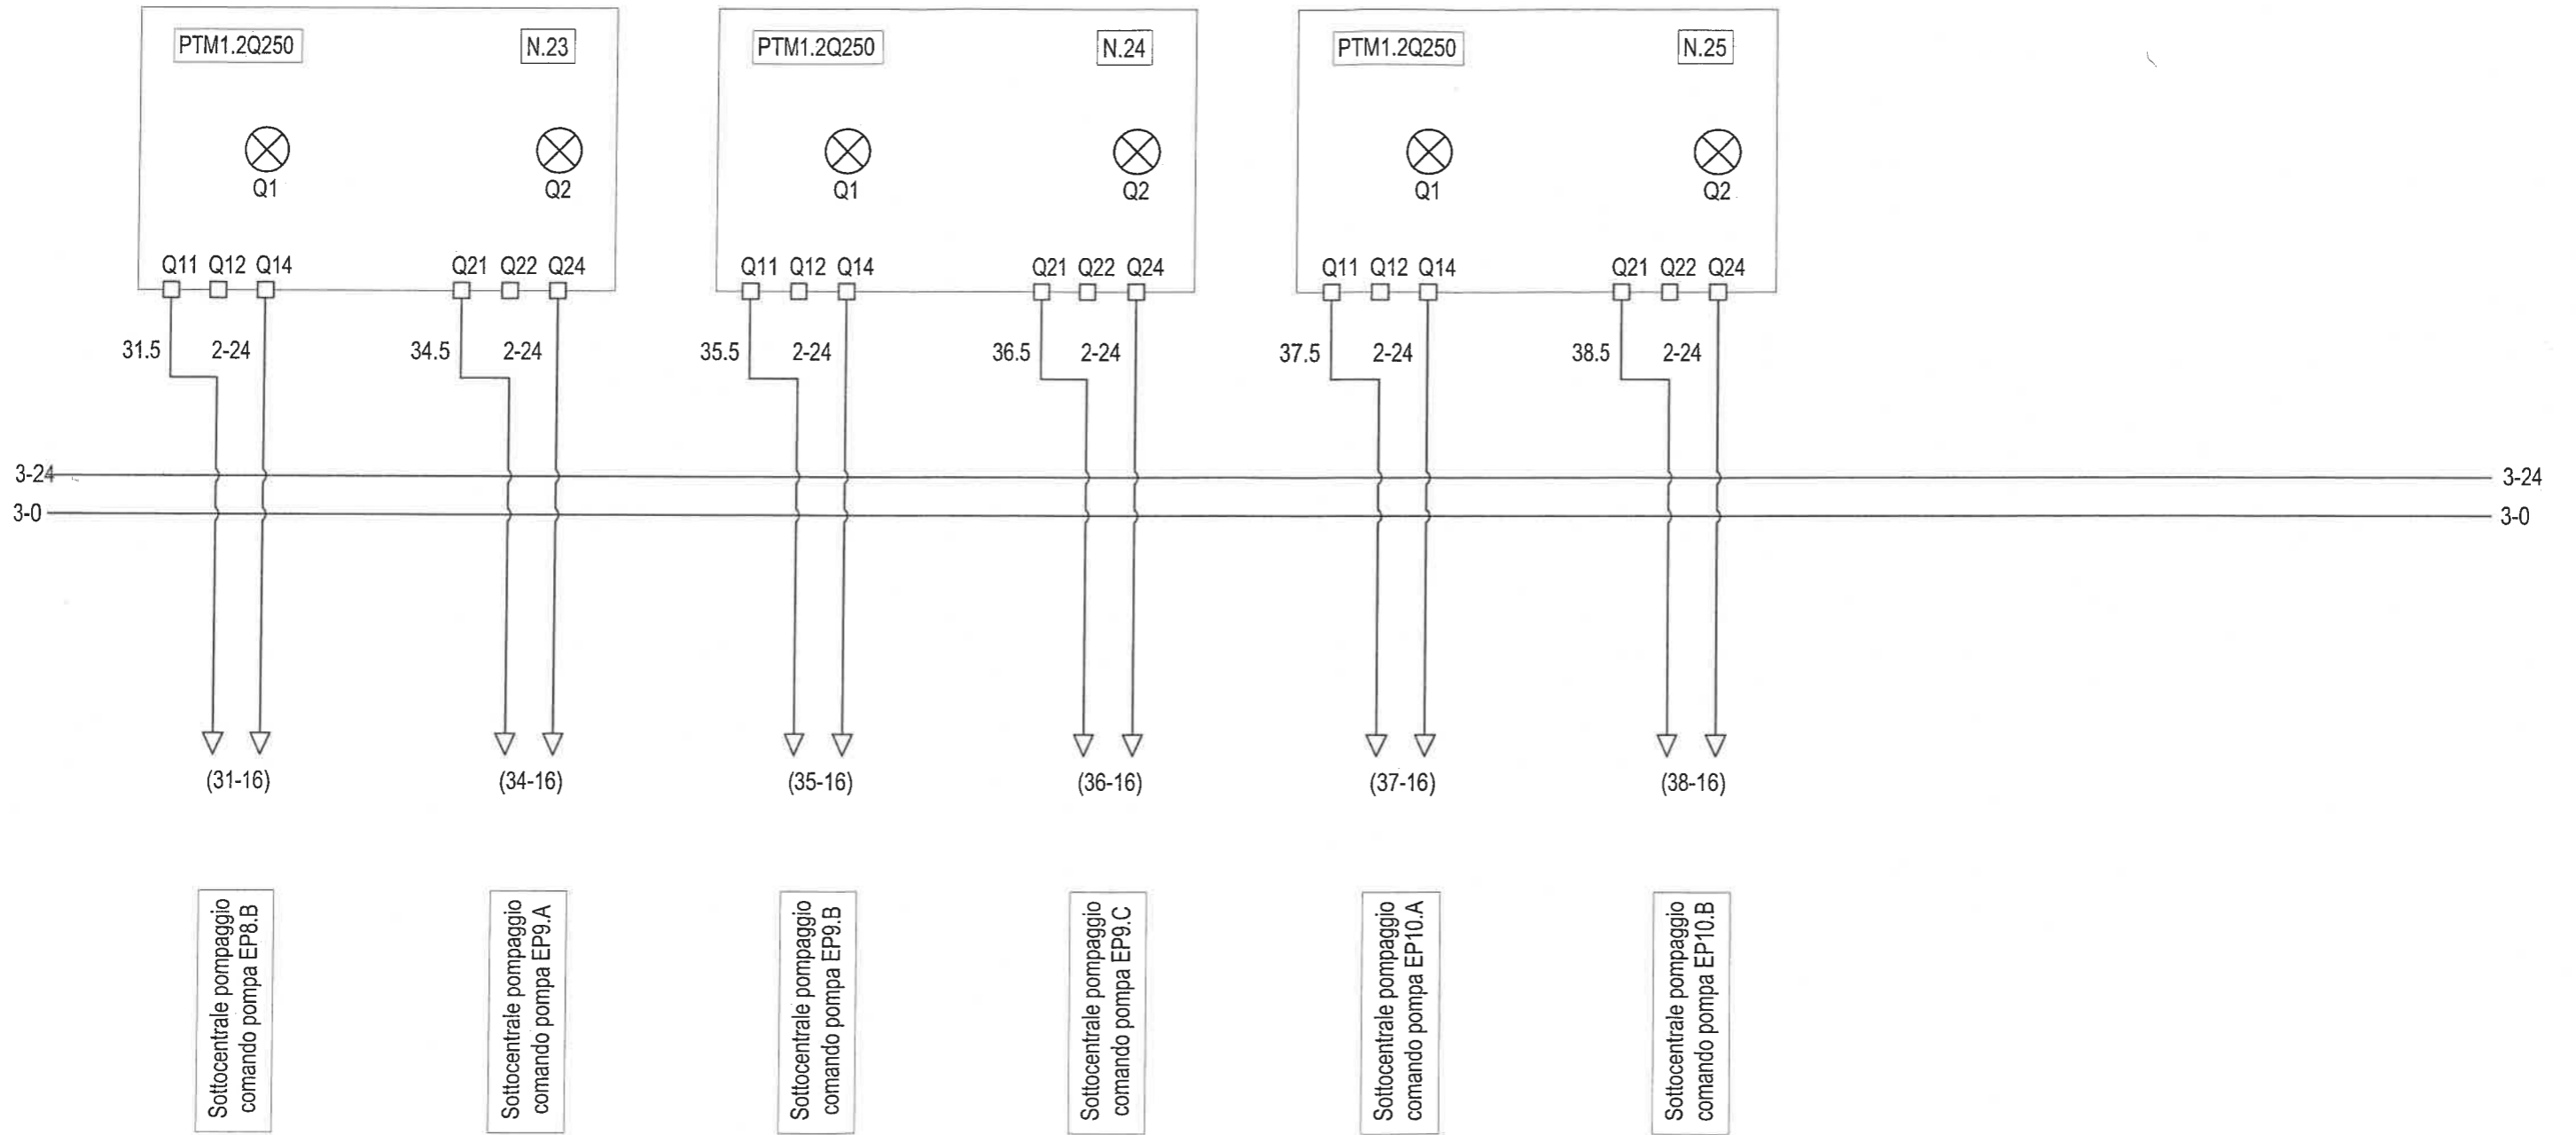 PTM1.2Q250 N.23 PTM1.2Q250 N.24 PTM1.2Q250 N.25
Q1 Q2 Q1 Q2 Q1 Q2
Q11 Q12 Q14 Q21 Q22 Q24 Q11 Q12 Q14 Q21 Q22 Q24 Q11 Q12 Q14 Q21 Q22 Q24
31.5 2-24 34.5 2-24 35.5 2-24 36.5 2-24 37.5 2-24 38.5 2-24
3-24 3-24
3-0 3-0
(31-16) (34-16) (35-16) (36-16) (37-16) (38-16)
Sottocentrale pompaggio
comando pompa EP8.B
Sottocentrale pompaggio
comando pompa EP9.A
Sottocentrale pompaggio
comando pompa EP9.B
Sottocentrale pompaggio
comando pompa EP9.C
Sottocentrale pompaggio
comando pompa EP10.A
Sottocentrale pompaggio
comando pompa EP10.B